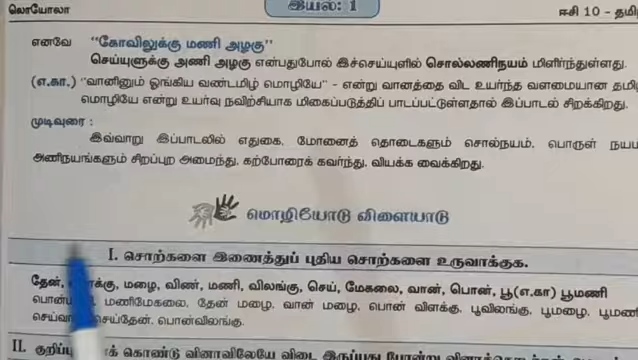 லொயோலா
இயல்: 1
ஈசி 10 - தமி
எனவே "கோவிலுக்கு மணி அழகு"
செய்யுளுக்கு அணி அழகு என்பதுபோல் இச்செய்யுளில் சொல்லணிநயம் மிளிர்ந்துள்ளது.
(எ.கா.) "வானினும் ஓங்கிய வண்டமிழ் மொழியே" - என்று வானத்தை விட உயர்ந்த வளமையான தமி
மொழியே என்று உயர்வு நவிற்சியாக மிகைப்படுத்திப் பாடப்பட்டுள்ளதால் இப்பாடல் சிறக்கிறது.
முடிவுரை :
இவ்வாறு இப்பாடலில் எதுகை, மோனைத் தொடைகளும் சொல்நயம், பொருள் நயம
அணிநயங்களும் சிறப்புற அமைந்து, கற்போரைக் கவர்ந்து, வியக்க வைக்கிறது.
மொழியோடு விளையாடு
I. சொற்களை இணைத்துப் புதிய சொற்களை உருவாக்குக.
தேன், மழை, விண், மணி, விலங்கு, செய், மேகலை, வான், பொன், பூ(எ.கா) பூமணி
மணிமேகலை, தேன் மழை, வான் மழை, பொன் விளக்கு, பூவிலங்கு, பூமழை, பூமணி
செய்தேன், பொன்விலங்கு.
II. கொண்டு வினாவிலேயே விடை இருப்பது போன்று